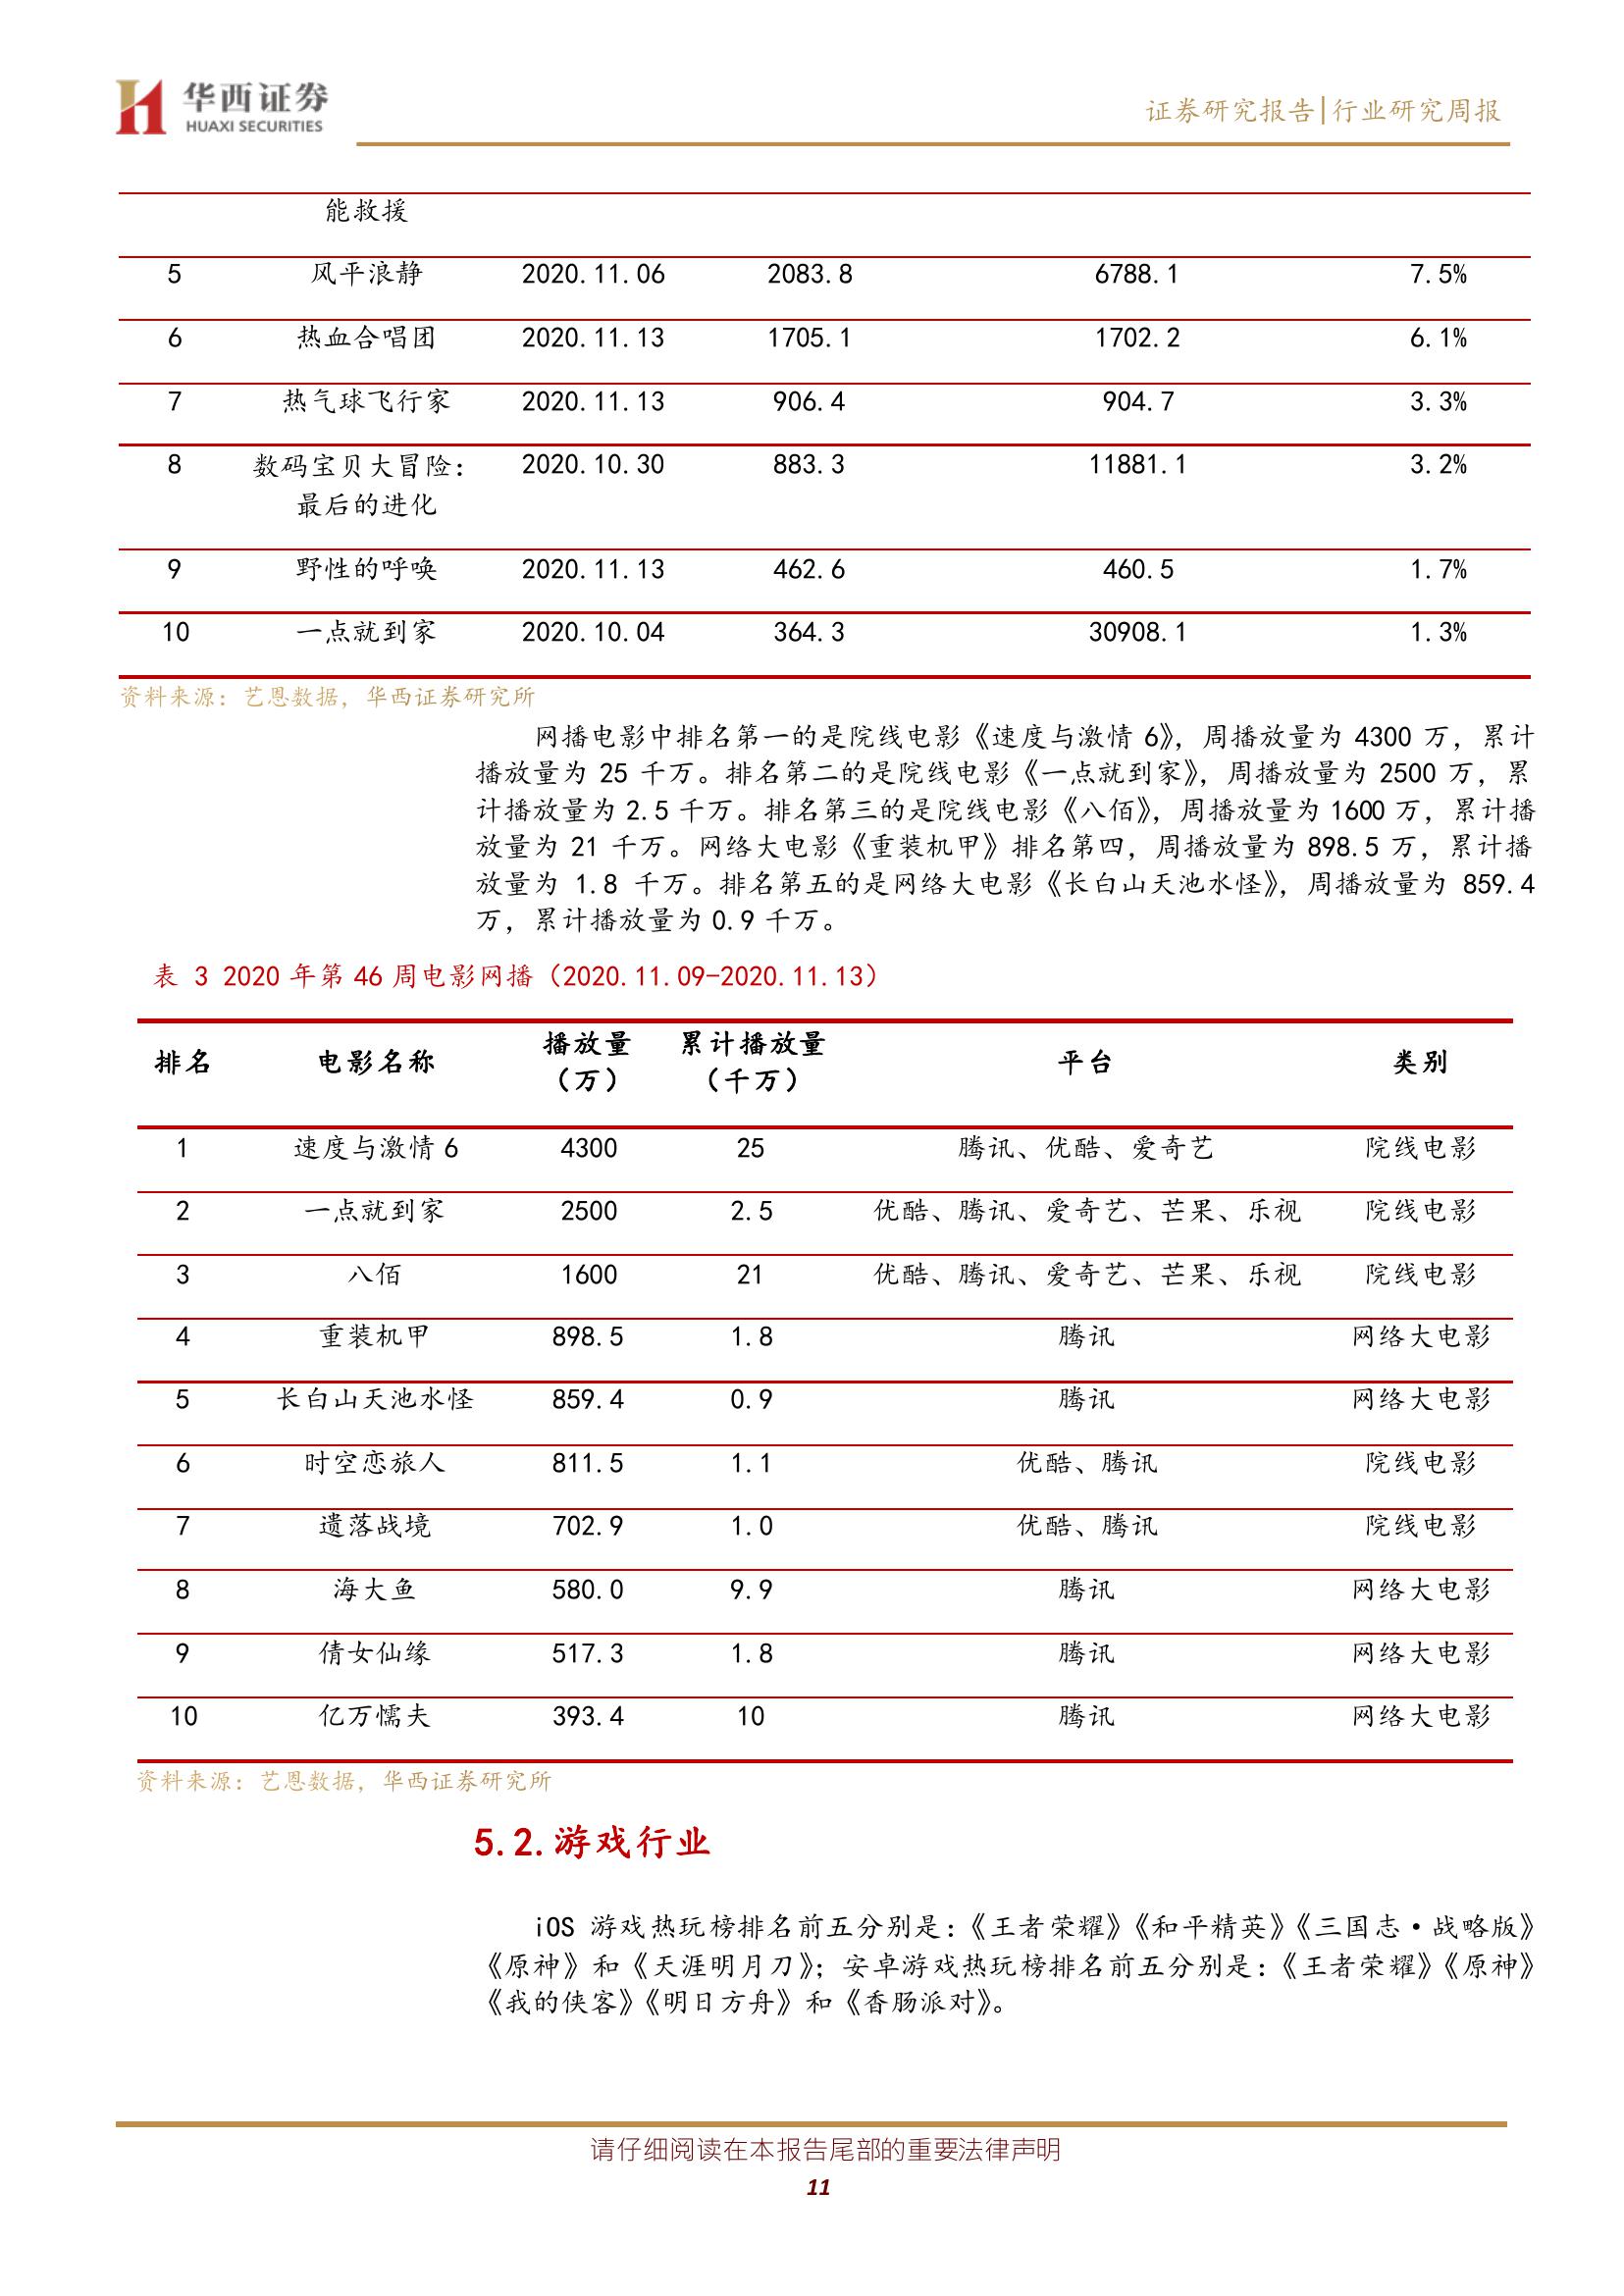 华西证券
HUAXI SECURITIES
证券研究报告|行业研究周报
能救援
5 风平浪静 2020.11.06 2083.8 6788.1 7.5%
6 热血合唱团 2020.11.13 1705.1 1702.2 6.1%
7 热气球飞行家 2020.11.13 906.4 904.7 3.3%
8 数码宝贝大冒险： 2020.10.30 883.3 11881.1 3.2%
最后的进化
9 野性的呼唤 2020.11.13 462.6 460.5 1.7%
10 一点就到家 2020.10.04 364.3 30908.1 1.3%
资料来源：艺恩数据，华西证券研究所
网播电影中排名第一的是院线电影《速度与激情 6》，周播放量为 4300 万，累计
播放量为 25 千万。排名第二的是院线电影《一点就到家》，周播放量为 2500 万，累
计播放量为 2.5 千万。排名第三的是院线电影《八佰》，周播放量为 1600 万，累计播
放量为 21 千万。网络大电影《重装机甲》排名第四，周播放量为 898.5 万，累计播
放量为 1.8 千万。排名第五的是网络大电影《长白山天池水怪》，周播放量为 859.4
万，累计播放量为 0.9 千万。
表 3 2020 年第 46 周电影网播（2020.11.09-2020.11.13）
排名 电影名称 播放量（万） 累计播放量（千万） 平台 类别
1 速度与激情 6 4300 25 腾讯、优酷、爱奇艺 院线电影
2 一点就到家 2500 2.5 优酷、腾讯、爱奇艺、芒果、乐视 院线电影
3 八佰 1600 21 优酷、腾讯、爱奇艺、芒果、乐视 院线电影
4 重装机甲 898.5 1.8 腾讯 网络大电影
5 长白山天池水怪 859.4 0.9 腾讯 网络大电影
6 时空恋旅人 811.5 1.1 优酷、腾讯 院线电影
7 遗落战境 702.9 1.0 优酷、腾讯 院线电影
8 海大鱼 580.0 9.9 腾讯 网络大电影
9 倩女仙缘 517.3 1.8 腾讯 网络大电影
10 亿万懦夫 393.4 10 腾讯 网络大电影
资料来源：艺恩数据，华西证券研究所
5.2.游戏行业
iOS 游戏热玩榜排名前五分别是：《王者荣耀》《和平精英》《三国志·战略版》
《原神》和《天涯明月刀》；安卓游戏热玩榜排名前五分别是：《王者荣耀》《原神》
《我的侠客》《明日方舟》和《香肠派对》。
请仔细阅读在本报告尾部的重要法律声明
11